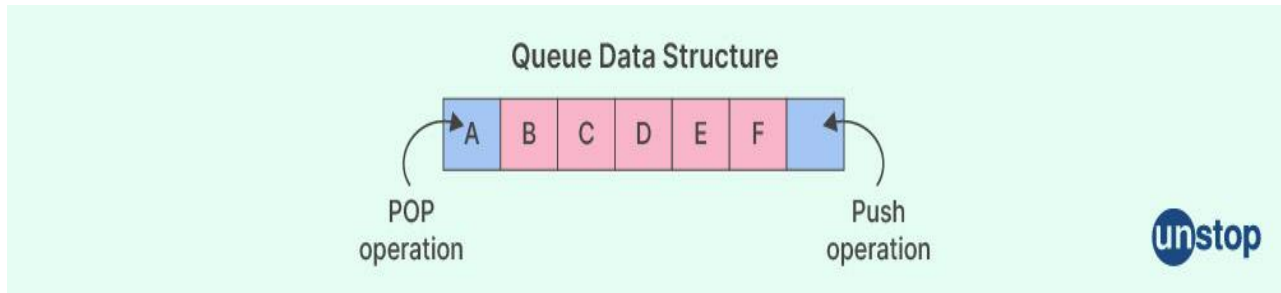 Queue Data Structure
A B C D E F
POP
operation
Push
operation
unstop